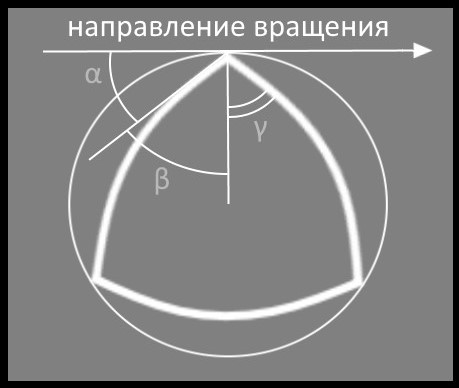 направление вращения
α
β
γ